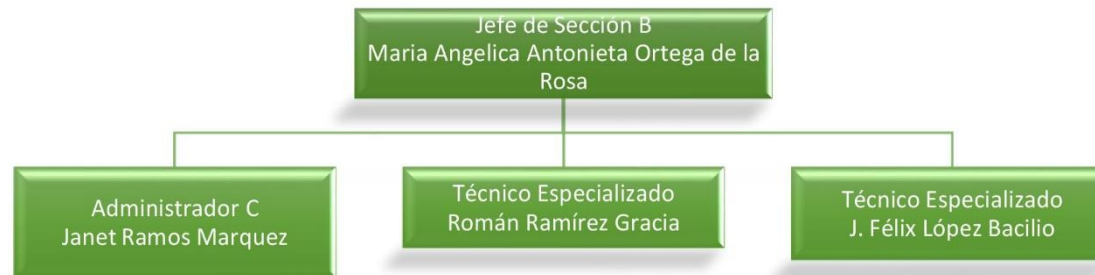 Jefe de Sección B
Maria Angelica Antonieta Ortega de la
Rosa
Administrador C
Janet Ramos Marquez
Técnico Especializado
Román Ramírez Gracia
Técnico Especializado
J. Félix López Bacilio